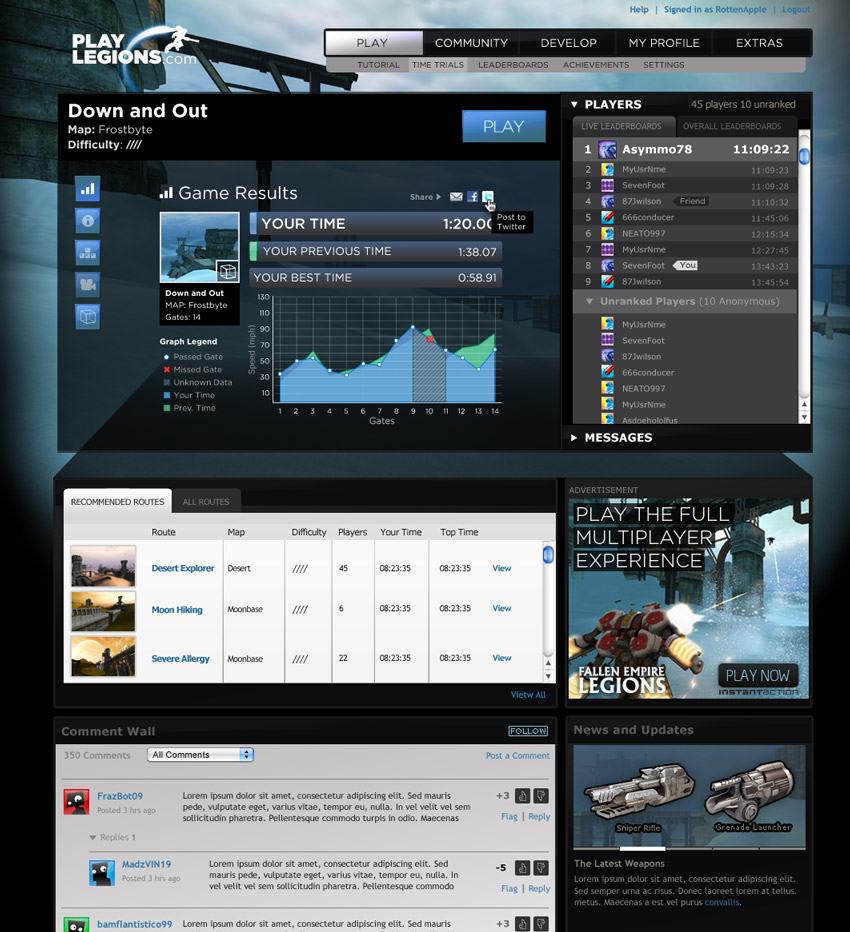 Help | Signed in as RottenApple | Logout
PLAY
LEGIONS.com
PLAY COMMUNITY DEVELOP MY PROFILE EXTRAS
TUTORIAL TIME TRIALS LEADERBOARDS ACHIEVEMENTS SETTINGS
Down and Out
Map: Frostbyte
Difficulty: ////
PLAY
Game Results
Share
Post to
Twitter
YOUR TIME 1:20.00
YOUR PREVIOUS TIME 1:38.07
YOUR BEST TIME 0:58.91
Down and Out
MAP: Frostbyte
Gates: 14
Graph Legend
Passed Gate
Missed Gate
Unknown Data
Your Time
Prev. Time
Speed (mph)
130
110
90
70
50
30
10
1 2 3 4 5 6 7 8 9 10 11 12 13 14
Gates
PLAYERS 45 players 10 unranked
LIVE LEADERBOARDS OVERALL LEADERBOARDS
1 Asymmo78 11:09:22
2 MyUsrNme 11:09:23
3 SevenFoot 11:09:28
4 87Jwilson Friend 11:10:32
5 666conducer 11:45:06
6 NEATO997 12:15:34
7 MyUsrNme 12:27:45
8 SevenFoot You 13:43:23
9 87Jwilson 13:45:54
Unranked Players (10 Anonymous)
MyUsrNme
SevenFoot
87Jwilson
666conducer
NEATO997
MyUsrNme
Asdoehololfus
MESSAGES
RECOMMENDED ROUTES ALL ROUTES
Route Map Difficulty Players Your Time Top Time
Desert Explorer Desert //// 45 08:23:35 08:23:35 View
Moon Hiking Moonbase //// 6 08:23:35 08:23:35 View
Severe Allergy Moonbase //// 22 08:23:35 08:23:35 View
Vietw All
ADVERTISEMENT
PLAY THE FULL
MULTIPLAYER
EXPERIENCE
FALLEN EMPIRE
LEGIONS
PLAY NOW
INSTANTACTION
Comment Wall FOLLOW
350 Comments All Comments Post a Comment
FrazBot09
Posted 3 hrs ago
Lorem ipsum dolor sit amet, consectetur adipiscing elit. Sed mauris
pede, vulputate eget, varius vitae, tempor eu, nulla. In vel velit vel sem
sollicitudin pharetra. Pellentesque commodo turpis in odio. Maecenas
+3
Flag | Reply
Replies 1
MadzVIN19
Posted 3 hrs ago
Lorem ipsum dolor sit amet, consectetur adipiscing elit. Sed
mauris pede, vulputate eget, varius vitae, tempor eu, nulla. In
vel velit vel sem sollicitudin pharetra. Pellentesque commodo
-5
Flag | Reply
bamflantistico99
Lorem ipsum dolor sit amet, consectetur adipiscing elit. Sed mauris
+3
News and Updates
Sniper Rifle
Grenade Launcher
The Latest Weapons
Lorem ipsum dolor sit amet, consectetur adipiscing elit.
Sed semper urna ac risus. Donec laoreet lorem at tellus.
metus. Maecenas a est vel purus convallis.